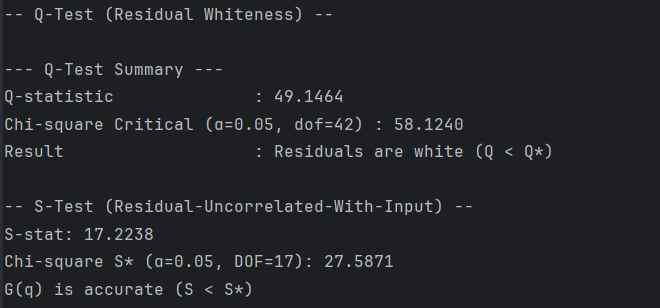 -- Q-Test (Residual Whiteness) --
--- Q-Test Summary ---
Q-statistic : 49.1464
Chi-square Critical (α=0.05, dof=42) : 58.1240
Result : Residuals are white (Q < Q*)
-- S-Test (Residual-Uncorrelated-With-Input) --
S-stat: 17.2238
Chi-square S* (α=0.05, DOF=17): 27.5871
G(q) is accurate (S < S*)